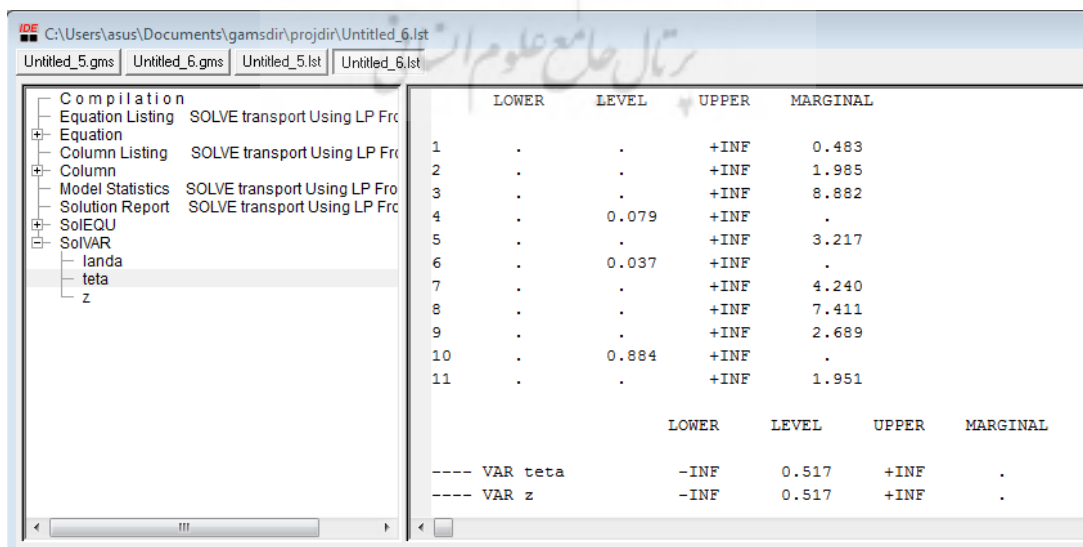 IDE C:\Users\asus\Documents\gamsdir\projdir\Untitled_6.lst
Untitled_5.gms Untitled_6.gms Untitled_5.lst Untitled_6.lst
پرتال جامع علوم انسانی
Compilation
Equation Listing SOLVE transport Using LP Fro
Equation
Column Listing SOLVE transport Using LP Fro
Column
Model Statistics SOLVE transport Using LP Fro
Solution Report SOLVE transport Using LP Fro
SolEQU
SolVAR
landa
teta
z
LOWER LEVEL UPPER MARGINAL
1 . . +INF 0.483
2 . . +INF 1.985
3 . . +INF 8.882
4 . 0.079 +INF .
5 . . +INF 3.217
6 . 0.037 +INF .
7 . . +INF 4.240
8 . . +INF 7.411
9 . . +INF 2.689
10 . 0.884 +INF .
11 . . +INF 1.951
LOWER LEVEL UPPER MARGINAL
---- VAR teta -INF 0.517 +INF .
---- VAR z -INF 0.517 +INF .